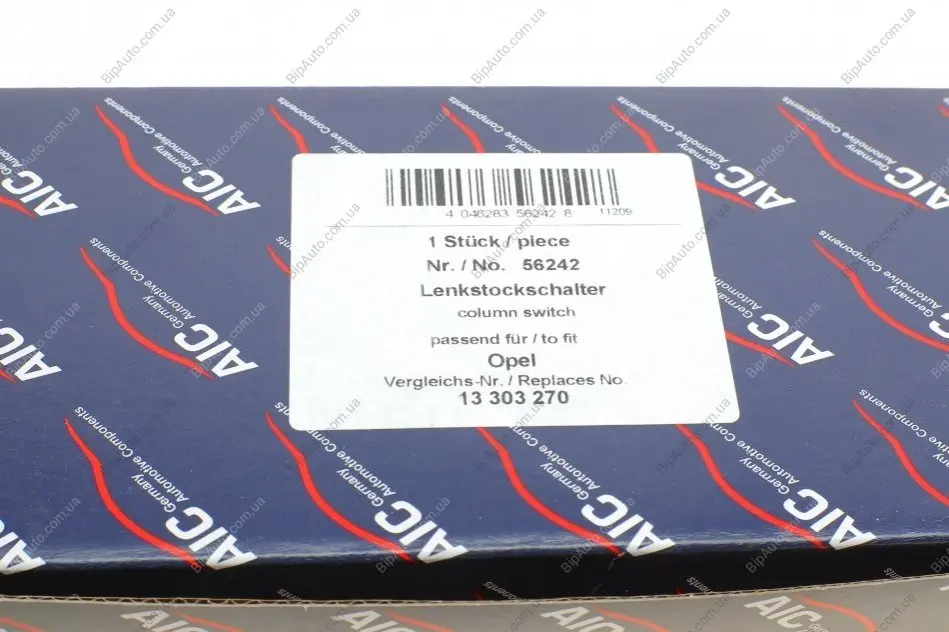 4 046283 56242 8
11209
1 Stück / piece
Nr. / No. 56242
Lenkstockschalter
column switch
passend für / to fit
Opel
Vergleichs-Nr. / Replaces No.
13 303 270
AIC Germany
Automotive Components
BipAuto.com.ua